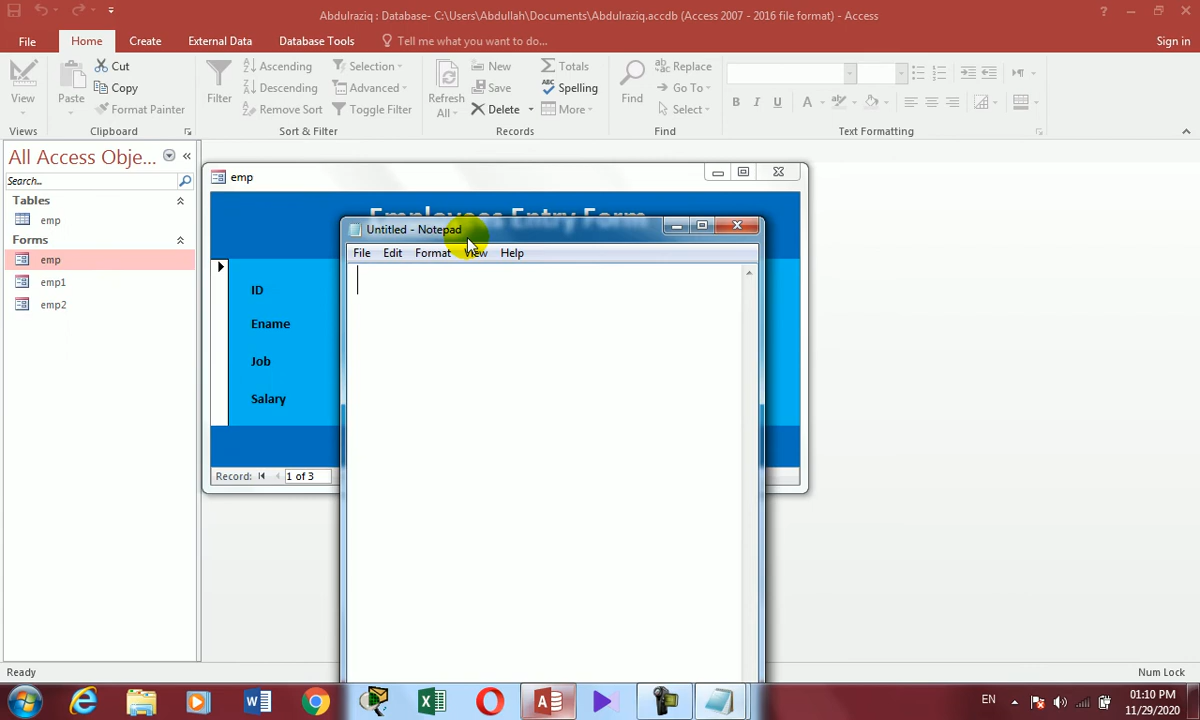 Abdulraziq : Database- C:\Users\Abdullah\Documents\Abdulraziq.accdb (Access 2007 - 2016 file format) - Access
File Home Create External Data Database Tools Tell me what you want to do... Sign in
View
Views
Paste
Cut
Copy
Format Painter
Clipboard
Filter
Ascending
Descending
Remove Sort
Selection
Advanced
Toggle Filter
Sort & Filter
Refresh All
New
Save
Delete
Totals
Spelling
More
Records
Find
Replace
Go To
Select
Find
B I U A
Text Formatting
All Access Obje...
Search...
Tables
emp
Forms
emp
emp1
emp2
emp
Employees Entry Form
ID
Ename
Job
Salary
Record: 1 of 3
Untitled - Notepad
File Edit Format View Help
Ready
Num Lock
EN
01:10 PM
11/29/2020